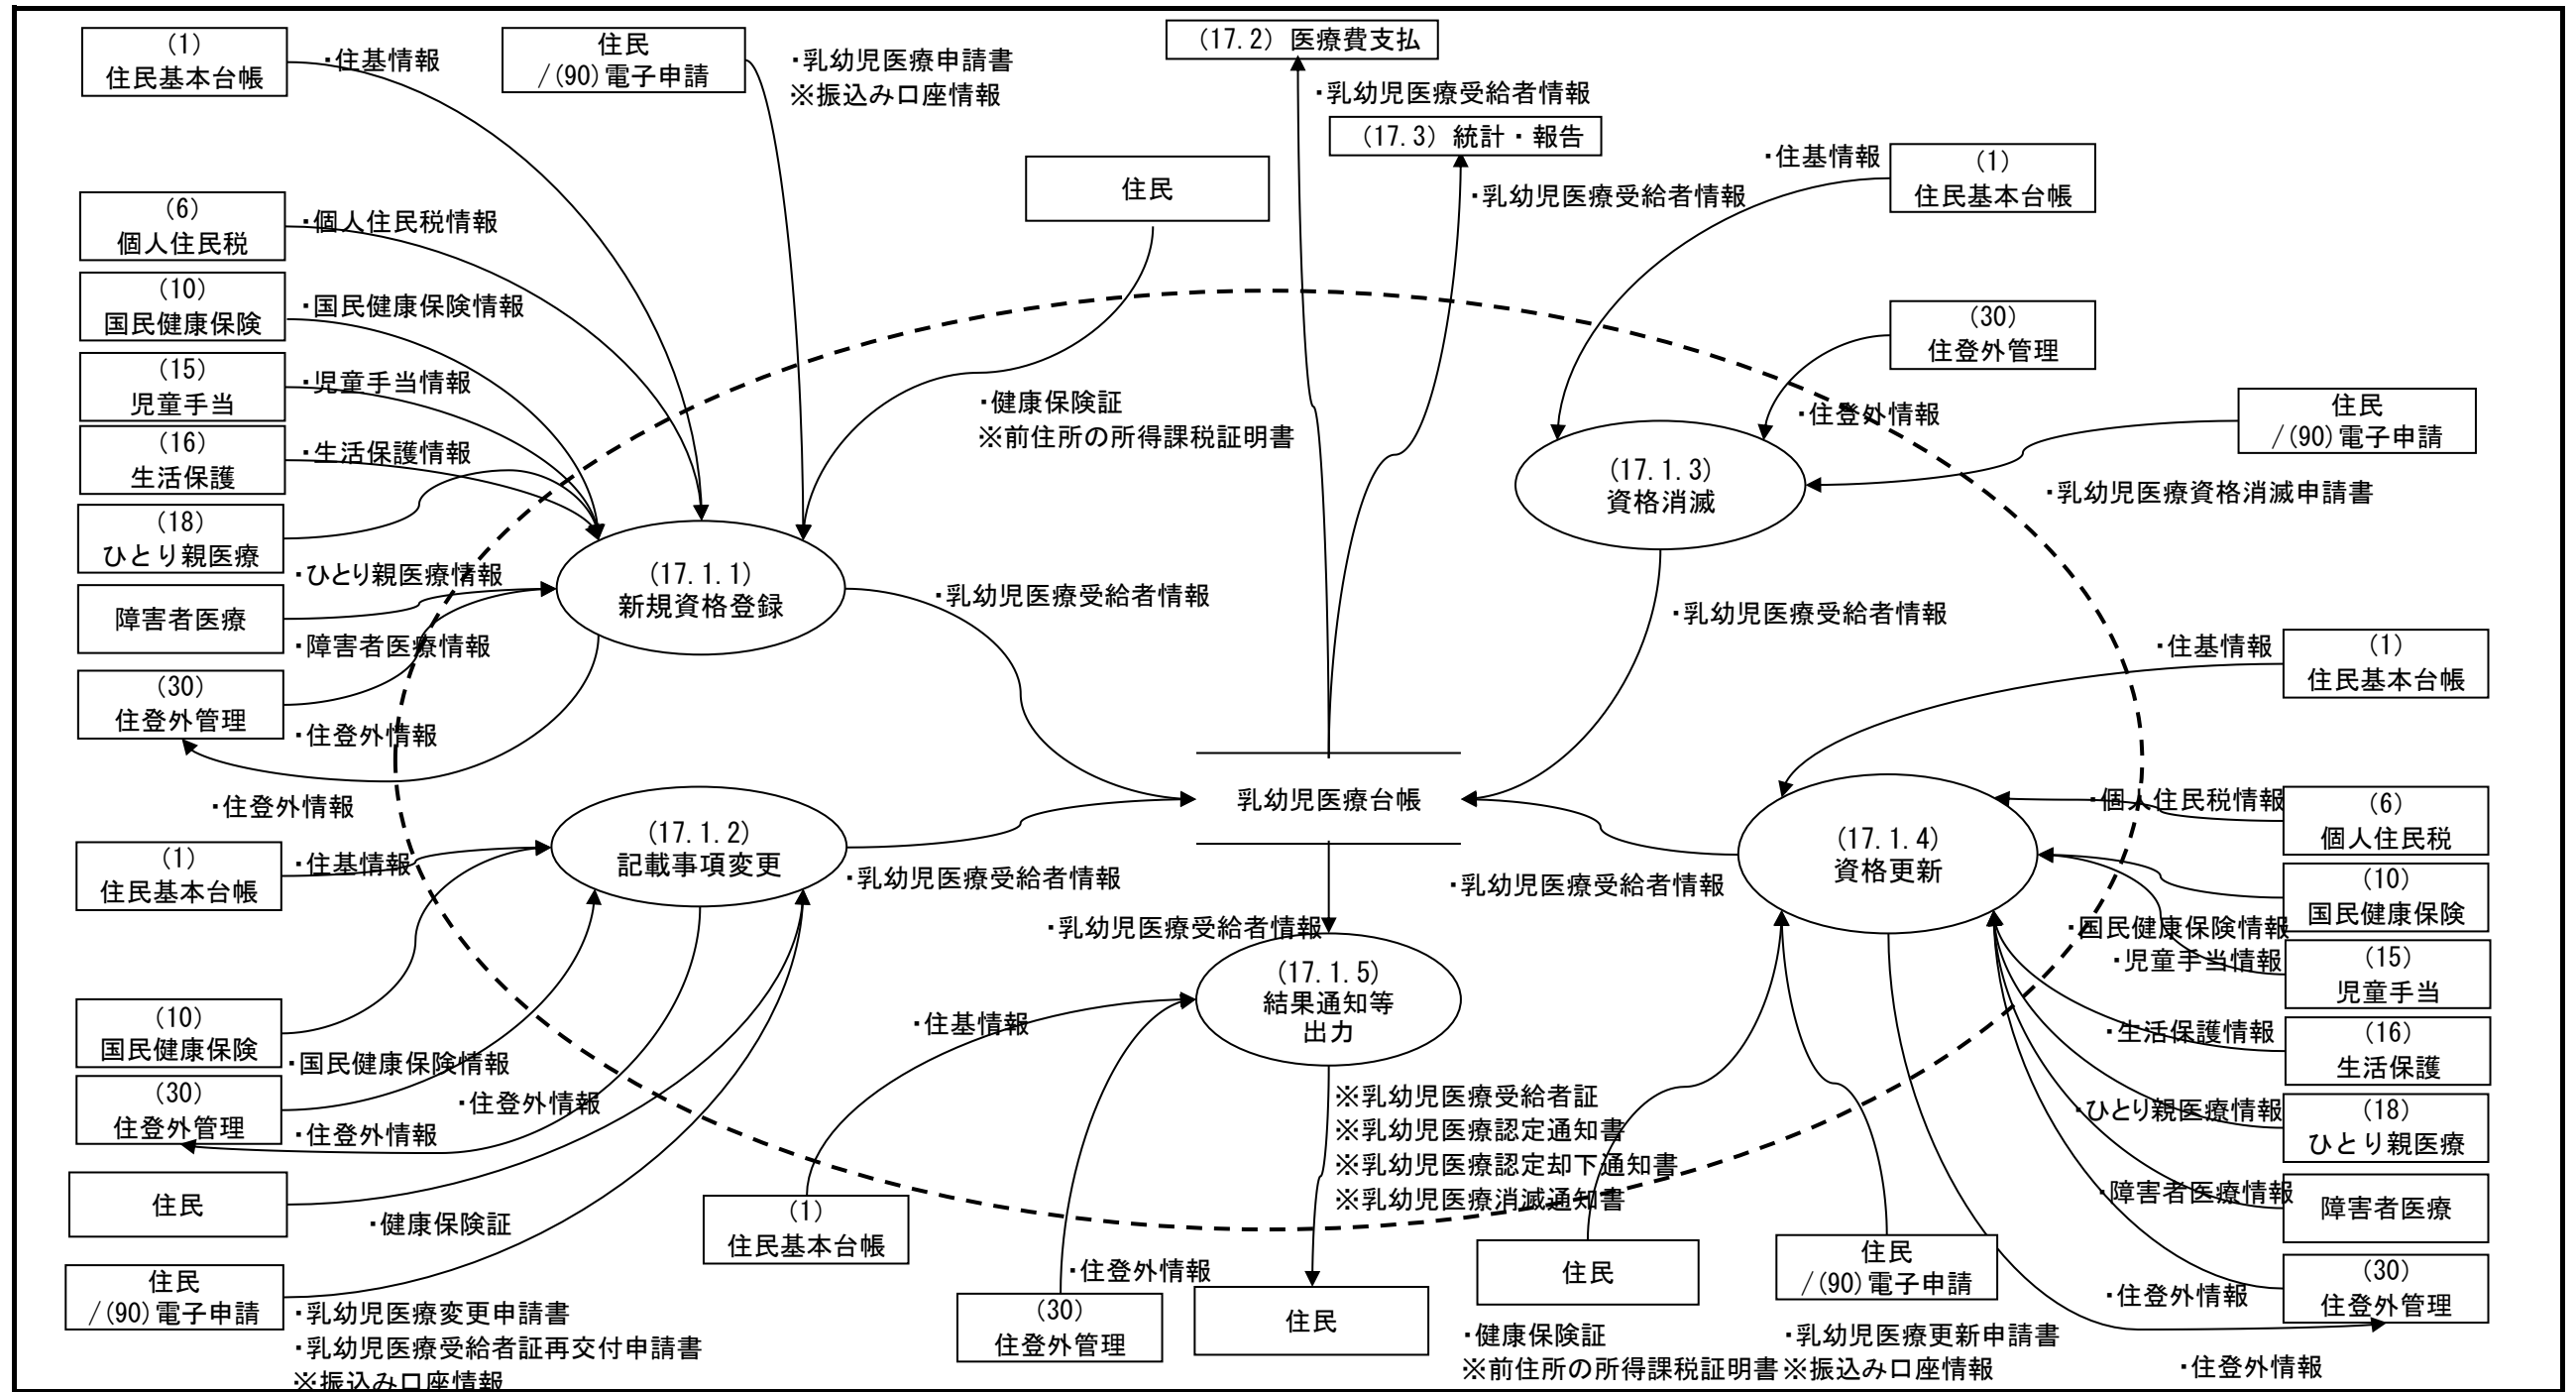 (1)
住民基本台帳
・住基情報
住民
/(90)電子申請
・乳幼児医療申請書
※振込み口座情報
(17.2) 医療費支払
・乳幼児医療受給者情報
(17.3) 統計・報告
・乳幼児医療受給者情報
・住基情報
(1)
住民基本台帳
住民
(6)
個人住民税
・個人住民税情報
(10)
国民健康保険
・国民健康保険情報
(15)
児童手当
・児童手当情報
(16)
生活保護
・生活保護情報
(18)
ひとり親医療
・ひとり親医療情報
障害者医療
・障害者医療情報
(30)
住登外管理
・住登外情報
・住登外情報
・健康保険証
※前住所の所得課税証明書
(30)
住登外管理
・住登外情報
住民
/(90)電子申請
・乳幼児医療資格消滅申請書
(17.1.3)
資格消滅
(17.1.1)
新規資格登録
・乳幼児医療受給者情報
・乳幼児医療受給者情報
・住基情報
(1)
住民基本台帳
乳幼児医療台帳
(17.1.2)
記載事項変更
・乳幼児医療受給者情報
(1)
住民基本台帳
・住基情報
(10)
国民健康保険
・国民健康保険情報
(30)
住登外管理
・住登外情報
・住登外情報
住民
・健康保険証
住民
/(90)電子申請
・乳幼児医療変更申請書
・乳幼児医療受給者証再交付申請書
※振込み口座情報
・乳幼児医療受給者情報
(17.1.5)
結果通知等
出力
・住基情報
(1)
住民基本台帳
・住登外情報
(30)
住登外管理
※乳幼児医療受給者証
※乳幼児医療認定通知書
※乳幼児医療認定却下通知書
※乳幼児医療消滅通知書
住民
・乳幼児医療受給者情報
(17.1.4)
資格更新
・個人住民税情報
(6)
個人住民税
(10)
国民健康保険
・国民健康保険情報
・児童手当情報
(15)
児童手当
・生活保護情報
(16)
生活保護
・ひとり親医療情報
(18)
ひとり親医療
・障害者医療情報
障害者医療
(30)
住登外管理
・住登外情報
・住登外情報
住民
・健康保険証
※前住所の所得課税証明書
住民
/(90)電子申請
・乳幼児医療更新申請書
※振込み口座情報